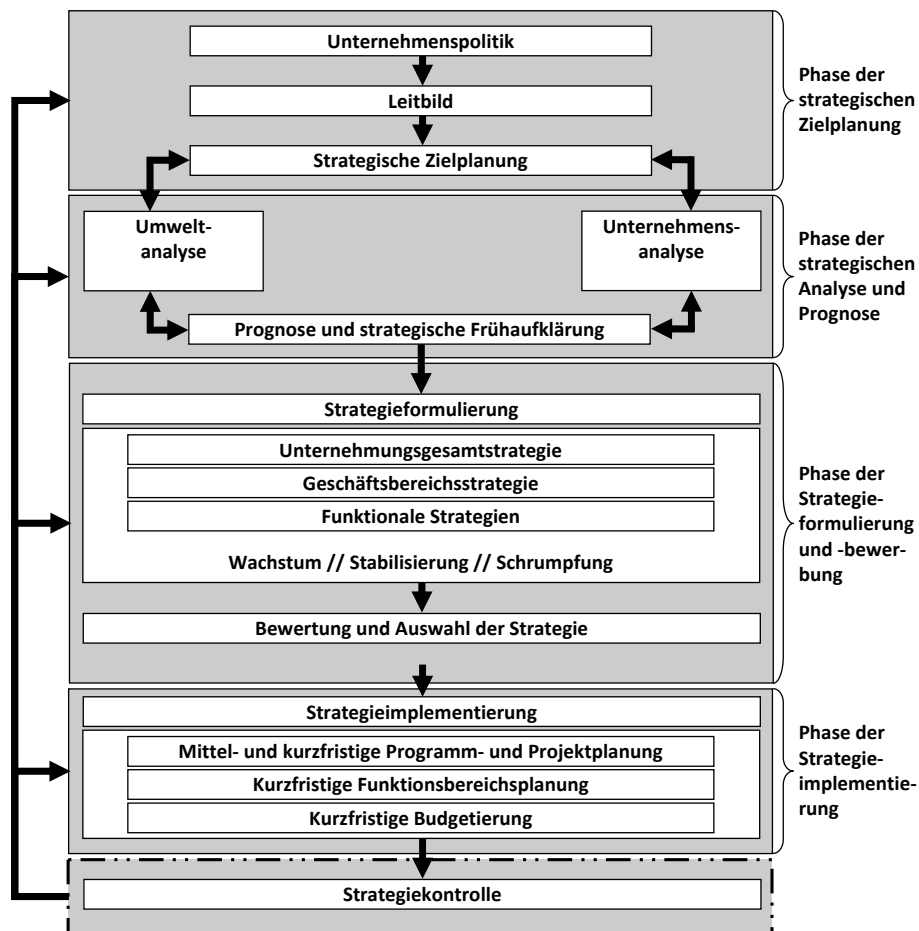 Unternehmenspolitik
Leitbild
Strategische Zielplanung
Phase der
strategischen
Zielplanung
Umwelt-
analyse
Unternehmens-
analyse
Prognose und strategische Frühaufklärung
Phase der
strategischen
Analyse und
Prognose
Strategieformulierung
Unternehmungsgesamtstrategie
Geschäftsbereichsstrategie
Funktionale Strategien
Wachstum // Stabilisierung // Schrumpfung
Bewertung und Auswahl der Strategie
Phase der
Strategie-
formulierung
und -bewer-
bung
Strategieimplementierung
Mittel- und kurzfristige Programm- und Projektplanung
Kurzfristige Funktionsbereichsplanung
Kurzfristige Budgetierung
Phase der
Strategie-
implementie-
rung
Strategiekontrolle